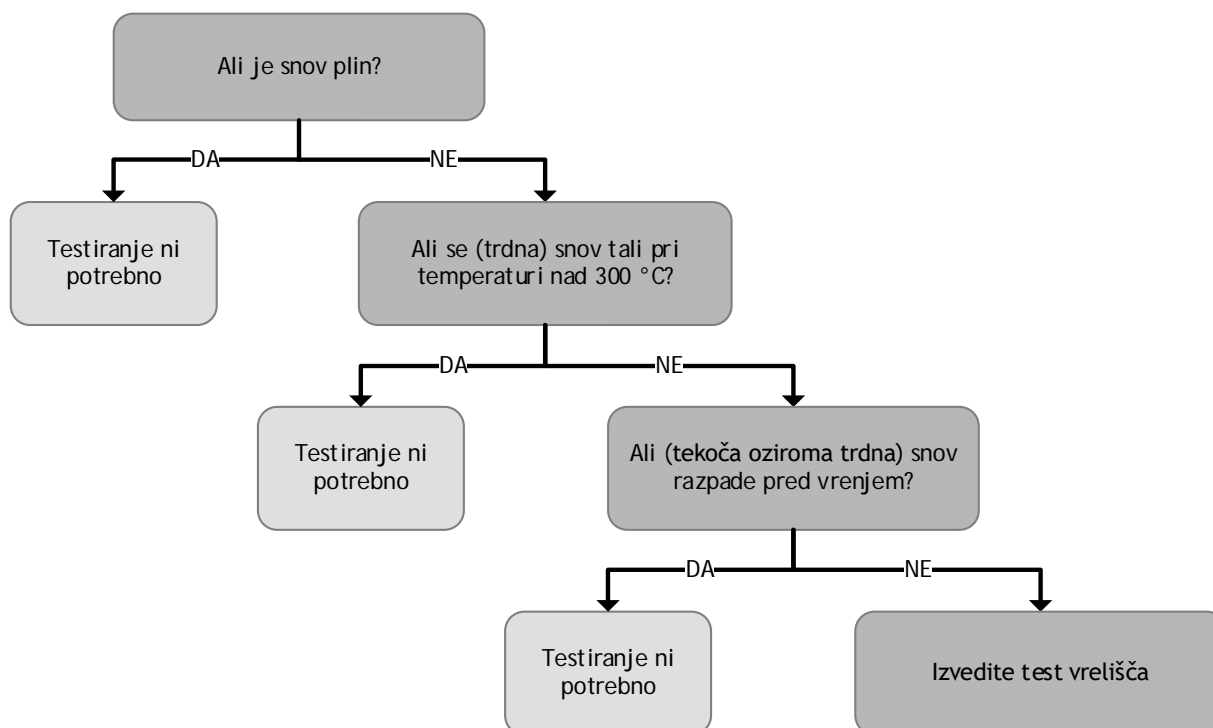 Ali je snov plin?
DA
NE
Testiranje ni
potrebno
Ali se (trdna) snov tali pri
temperaturi nad 300 °C?
DA
NE
Testiranje ni
potrebno
Ali (tekoča oziroma trdna) snov
razpade pred vrenjem?
DA
NE
Testiranje ni
potrebno
Izvedite test vrelišča